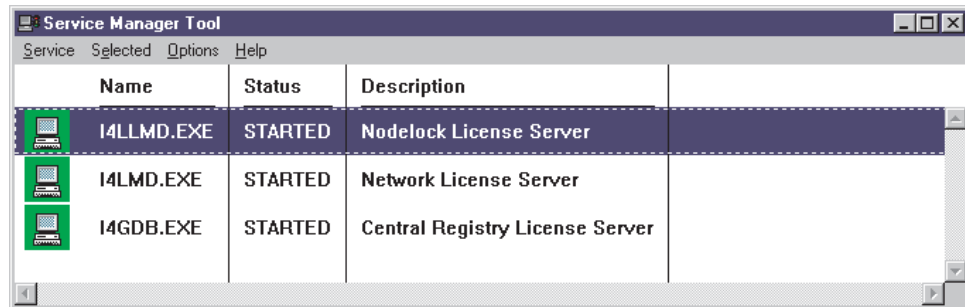 Service Manager Tool
Service Selected Options Help
Name Status Description
I4LLMD.EXE STARTED Nodelock License Server
I4LMD.EXE STARTED Network License Server
I4GDB.EXE STARTED Central Registry License Server